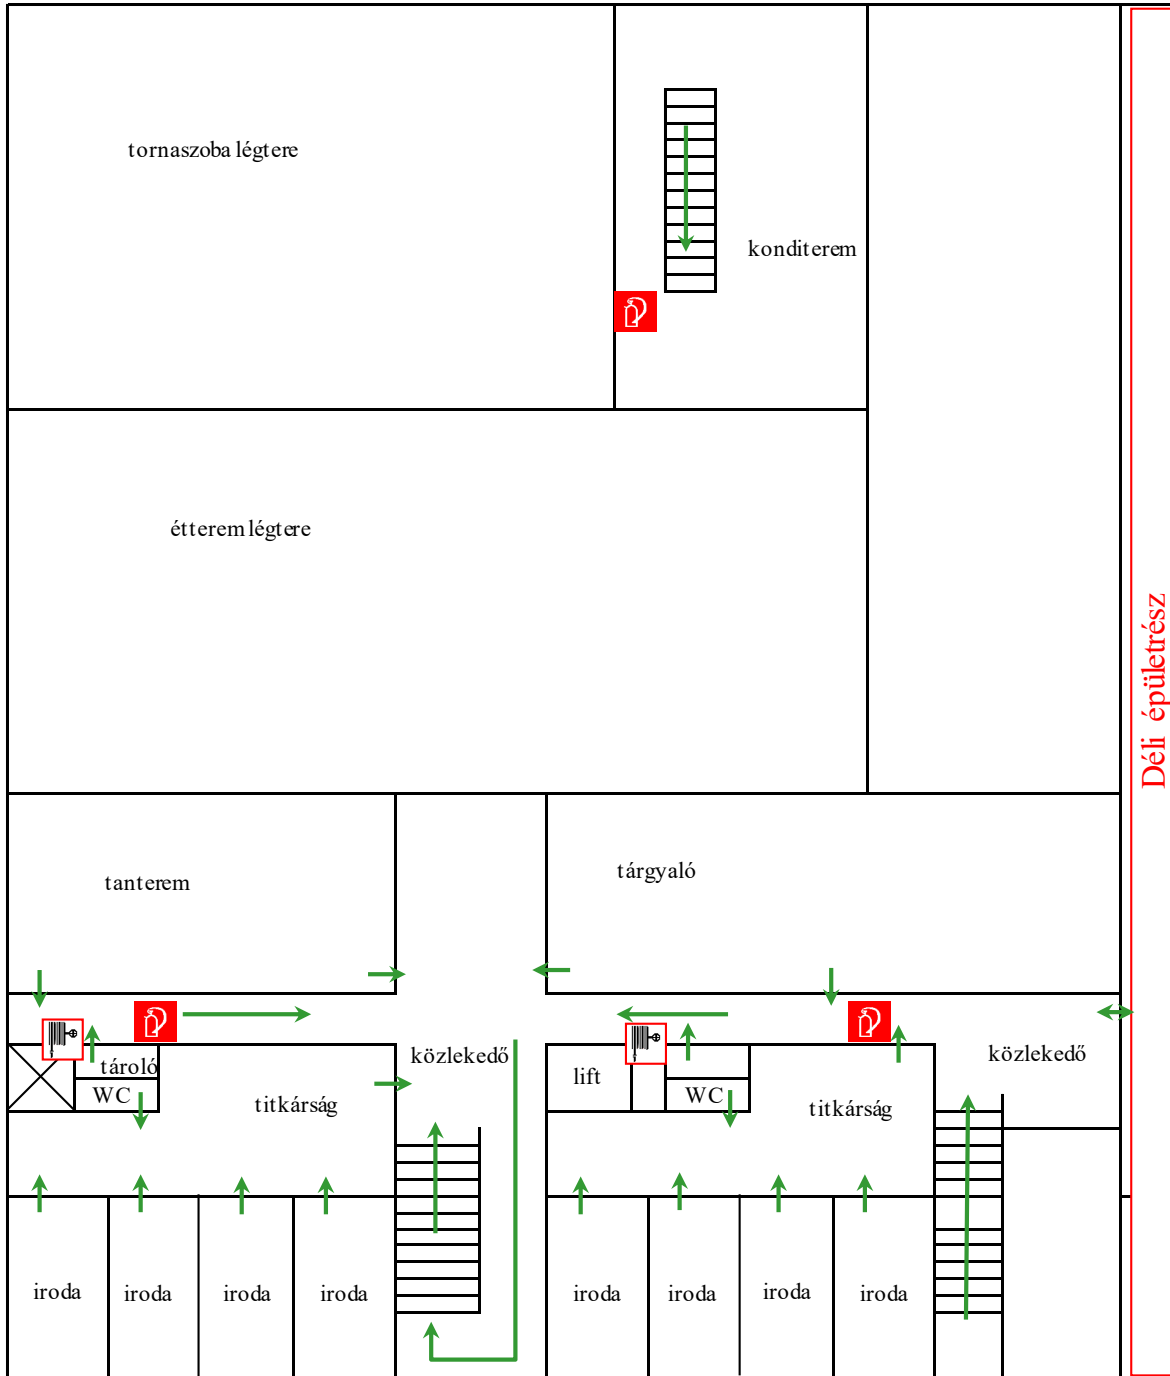 tornaszoba légtere
konditerem
étterem légtere
Déli épületrész
tanterem
tárgyaló
tároló
WC
titkárság
közlekedő
lift
WC
titkárság
közlekedő
iroda
iroda
iroda
iroda
iroda
iroda
iroda
iroda